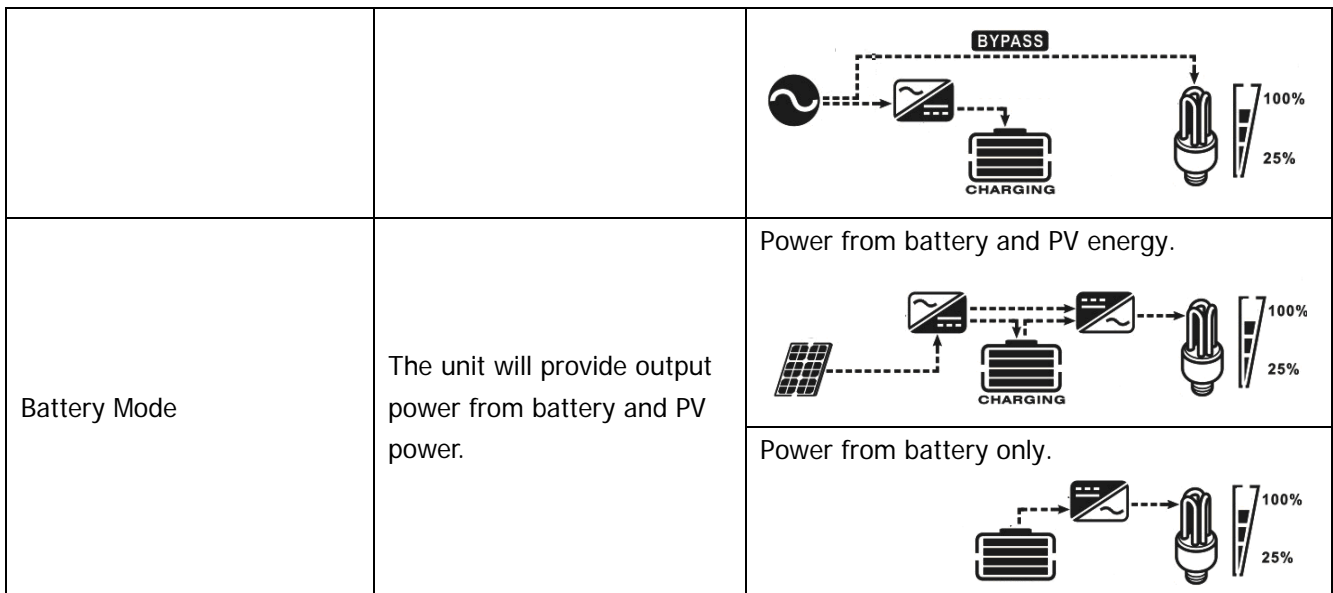 BYPASS
100%
25%
CHARGING
Battery Mode
The unit will provide output
power from battery and PV
power.
Power from battery and PV energy.
100%
25%
CHARGING
Power from battery only.
100%
25%